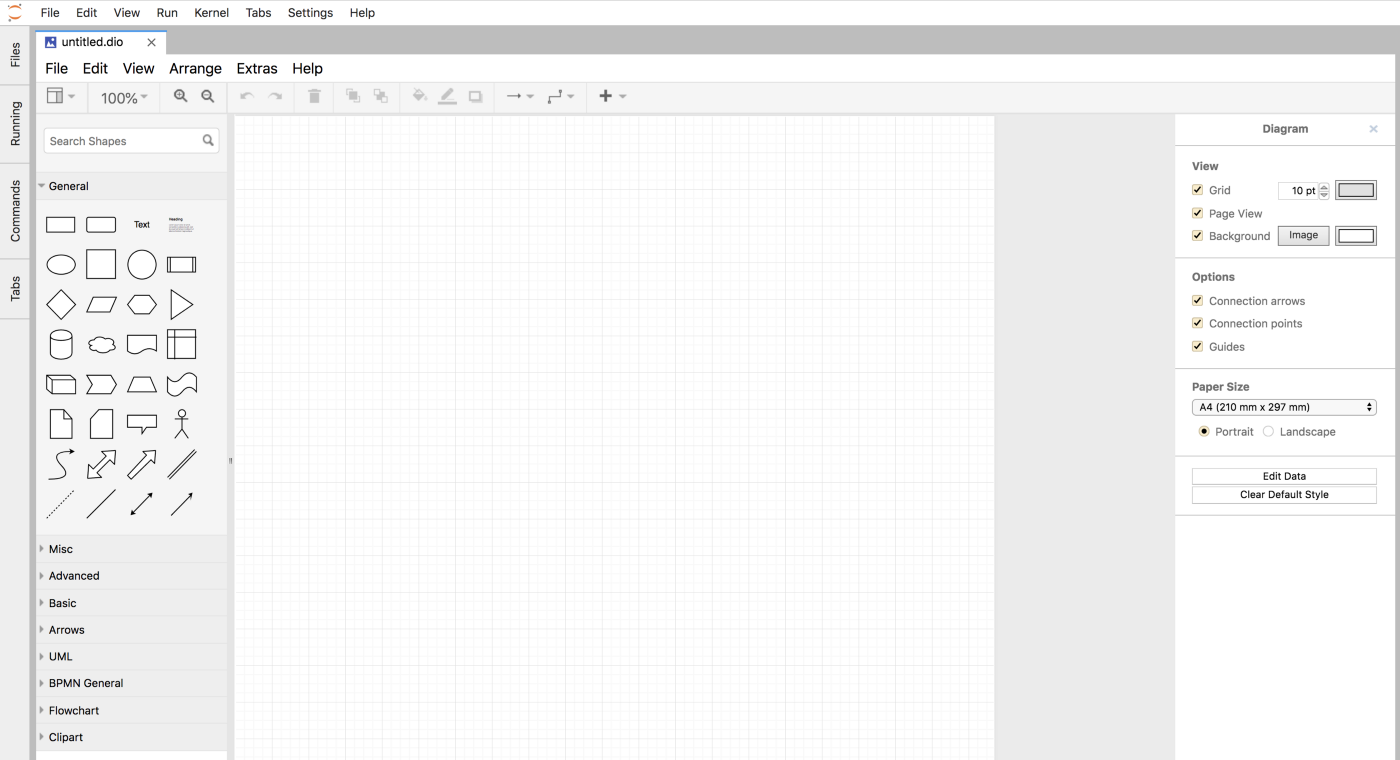 File Edit View Run Kernel Tabs Settings Help
Files
Running
Commands
Tabs
untitled.dio
File Edit View Arrange Extras Help
100%
Search Shapes
General
Text
Heading
Misc
Advanced
Basic
Arrows
UML
BPMN General
Flowchart
Clipart
Diagram
View
Grid 10 pt
Page View
Background Image
Options
Connection arrows
Connection points
Guides
Paper Size
A4 (210 mm x 297 mm)
Portrait Landscape
Edit Data
Clear Default Style